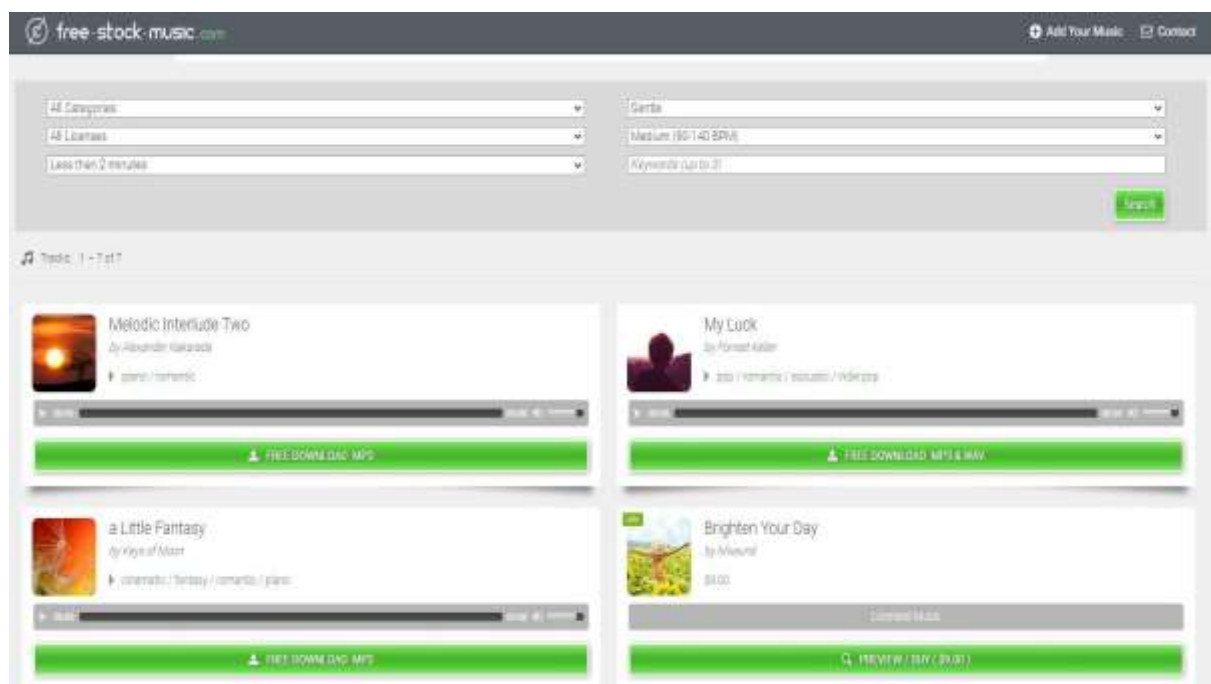 free-stock-music.com
Add Your Music Contact
All Categories
Gentle
All Licenses
Medium (90-140 BPM)
Less then 2 minutes
Keywords (up to 3)
Search
Tracks: 1 - 7 of 7
Melodic Interlude Two
by Alexander Nakarada
piano / romantic
FREE DOWNLOAD MP3
My Luck
by Forrest Keller
pop / romantic / acoustic /
FREE DOWNLOAD MP3 & WAV
a Little Fantasy
by Keys of Moon
cinematic / fantasy / romantic / piano
FREE DOWNLOAD MP3
Brighten Your Day
by
$9.00
Licensed Music
PREVIEW / BUY ( $9.00 )